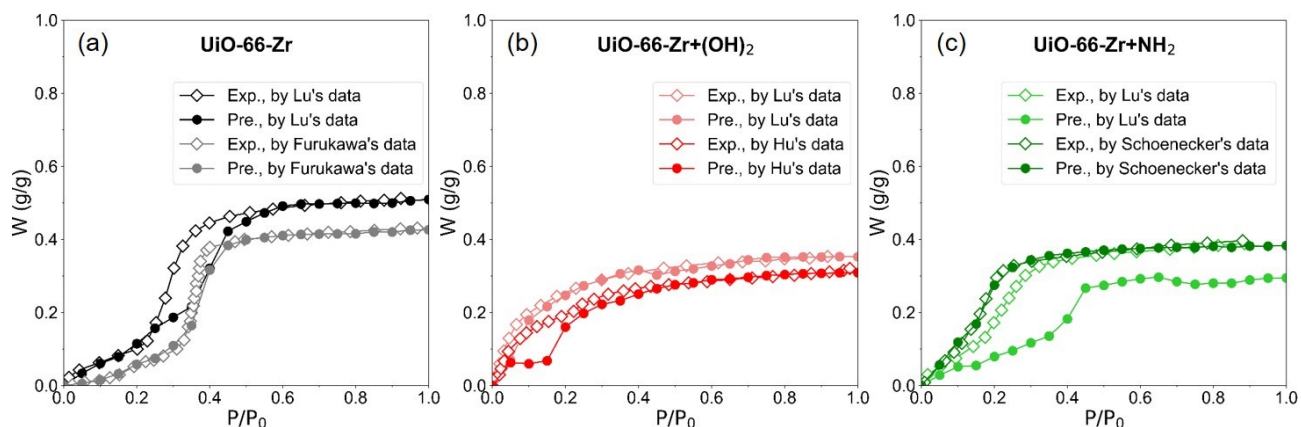 (a) UiO-66-Zr
Exp., by Lu's data
Pre., by Lu's data
Exp., by Furukawa's data
Pre., by Furukawa's data
W (g/g)
1.0
0.8
0.6
0.4
0.2
0.0
0.0 0.2 0.4 0.6 0.8 1.0
P/P₀
(b) UiO-66-Zr+(OH)₂
Exp., by Lu's data
Pre., by Lu's data
Exp., by Hu's data
Pre., by Hu's data
W (g/g)
1.0
0.8
0.6
0.4
0.2
0.0
0.0 0.2 0.4 0.6 0.8 1.0
P/P₀
(c) UiO-66-Zr+NH₂
Exp., by Lu's data
Pre., by Lu's data
Exp., by Schoenecker's data
Pre., by Schoenecker's data
W (g/g)
1.0
0.8
0.6
0.4
0.2
0.0
0.0 0.2 0.4 0.6 0.8 1.0
P/P₀